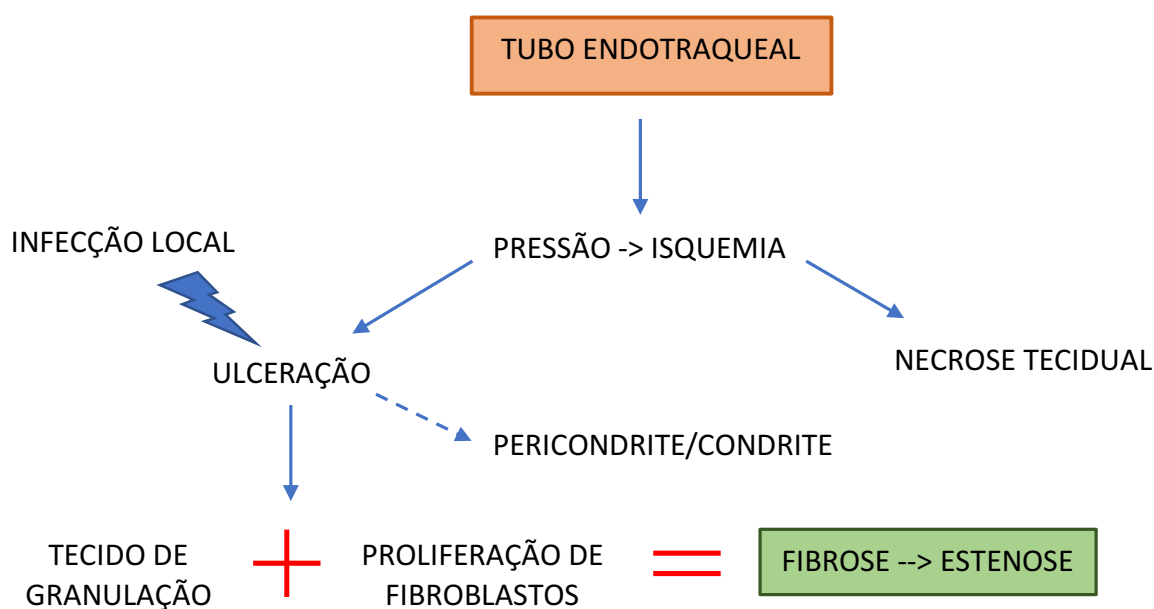 TUBO ENDOTRAQUEAL
INFECÇÃO LOCAL
PRESSÃO -> ISQUEMIA
ULCERAÇÃO
NECROSE TECIDUAL
PERICONDRITE/CONDRITE
TECIDO DE
GRANULAÇÃO
+
PROLIFERAÇÃO DE
FIBROBLASTOS
=
FIBROSE --> ESTENOSE